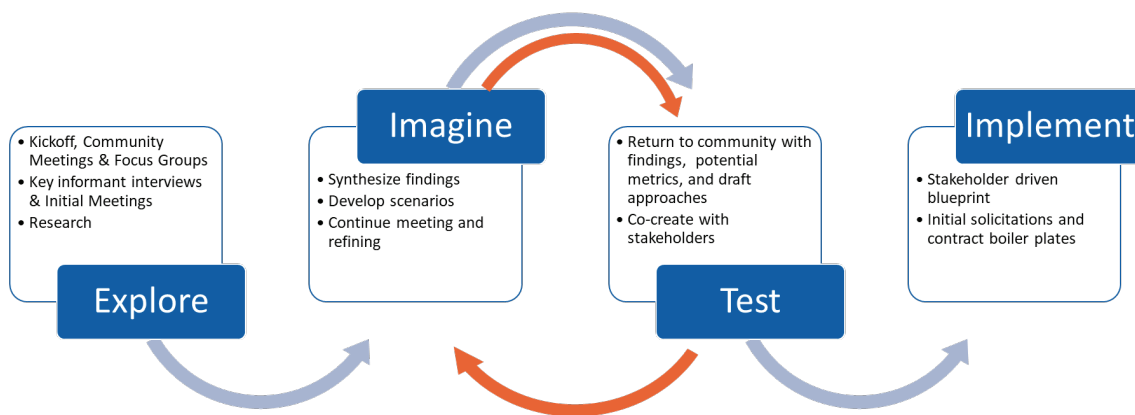 • Kickoff, Community
Meetings & Focus Groups
• Key informant interviews
& Initial Meetings
• Research
Explore
Imagine
• Synthesize findings
• Develop scenarios
• Continue meeting and
refining
• Return to community with
findings, potential
metrics, and draft
approaches
• Co-create with
stakeholders
Test
Implement
• Stakeholder driven
blueprint
• Initial solicitations and
contract boiler plates